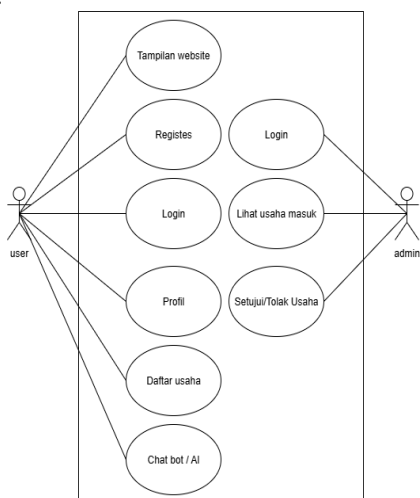 Tampilan website
Registes
Login
Login
Lihat usaha masuk
user
admin
Profil
Setujui/Tolak Usaha
Daftar usaha
Chat bot / AI